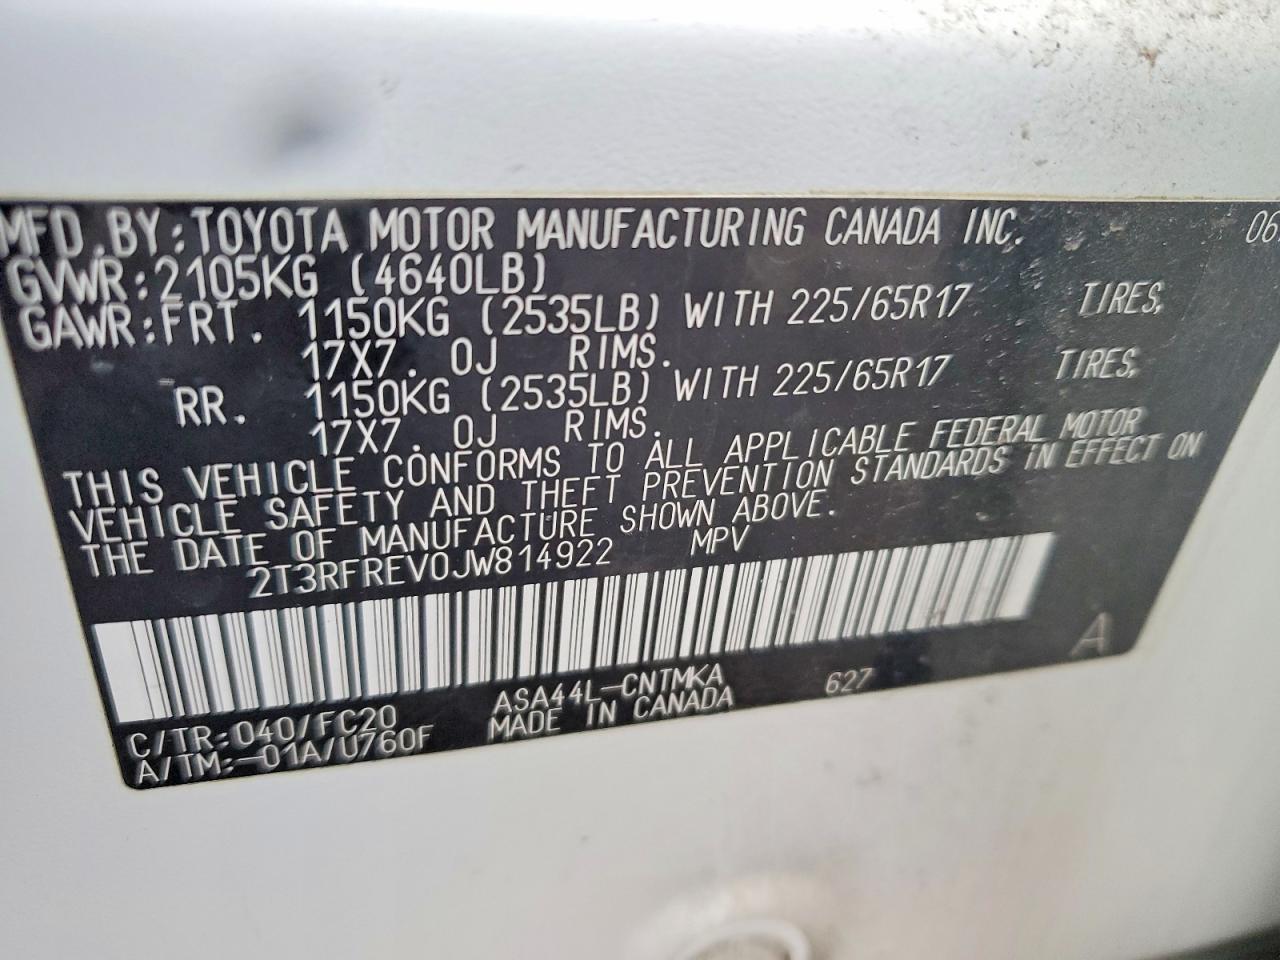 MFD.BY:TOYOTA MOTOR MANUFACTURING CANADA INC. 06
GVWR:2105KG (4640LB)
GAWR:FRT. 1150KG (2535LB) WITH 225/65R17 TIRES,
17X7.0J RIMS.
RR. 1150KG (2535LB) WITH 225/65R17 TIRES,
17X7.0J RIMS.
THIS VEHICLE CONFORMS TO ALL APPLICABLE FEDERAL MOTOR
VEHICLE SAFETY AND THEFT PREVENTION STANDARDS IN EFFECT ON
THE DATE OF MANUFACTURE SHOWN ABOVE.
2T3RFREV0JW814922 MPV
A
ASA44L-CNTMKA 627
C/TR:040/FC20 MADE IN CANADA
A/TM:-01A/U760F